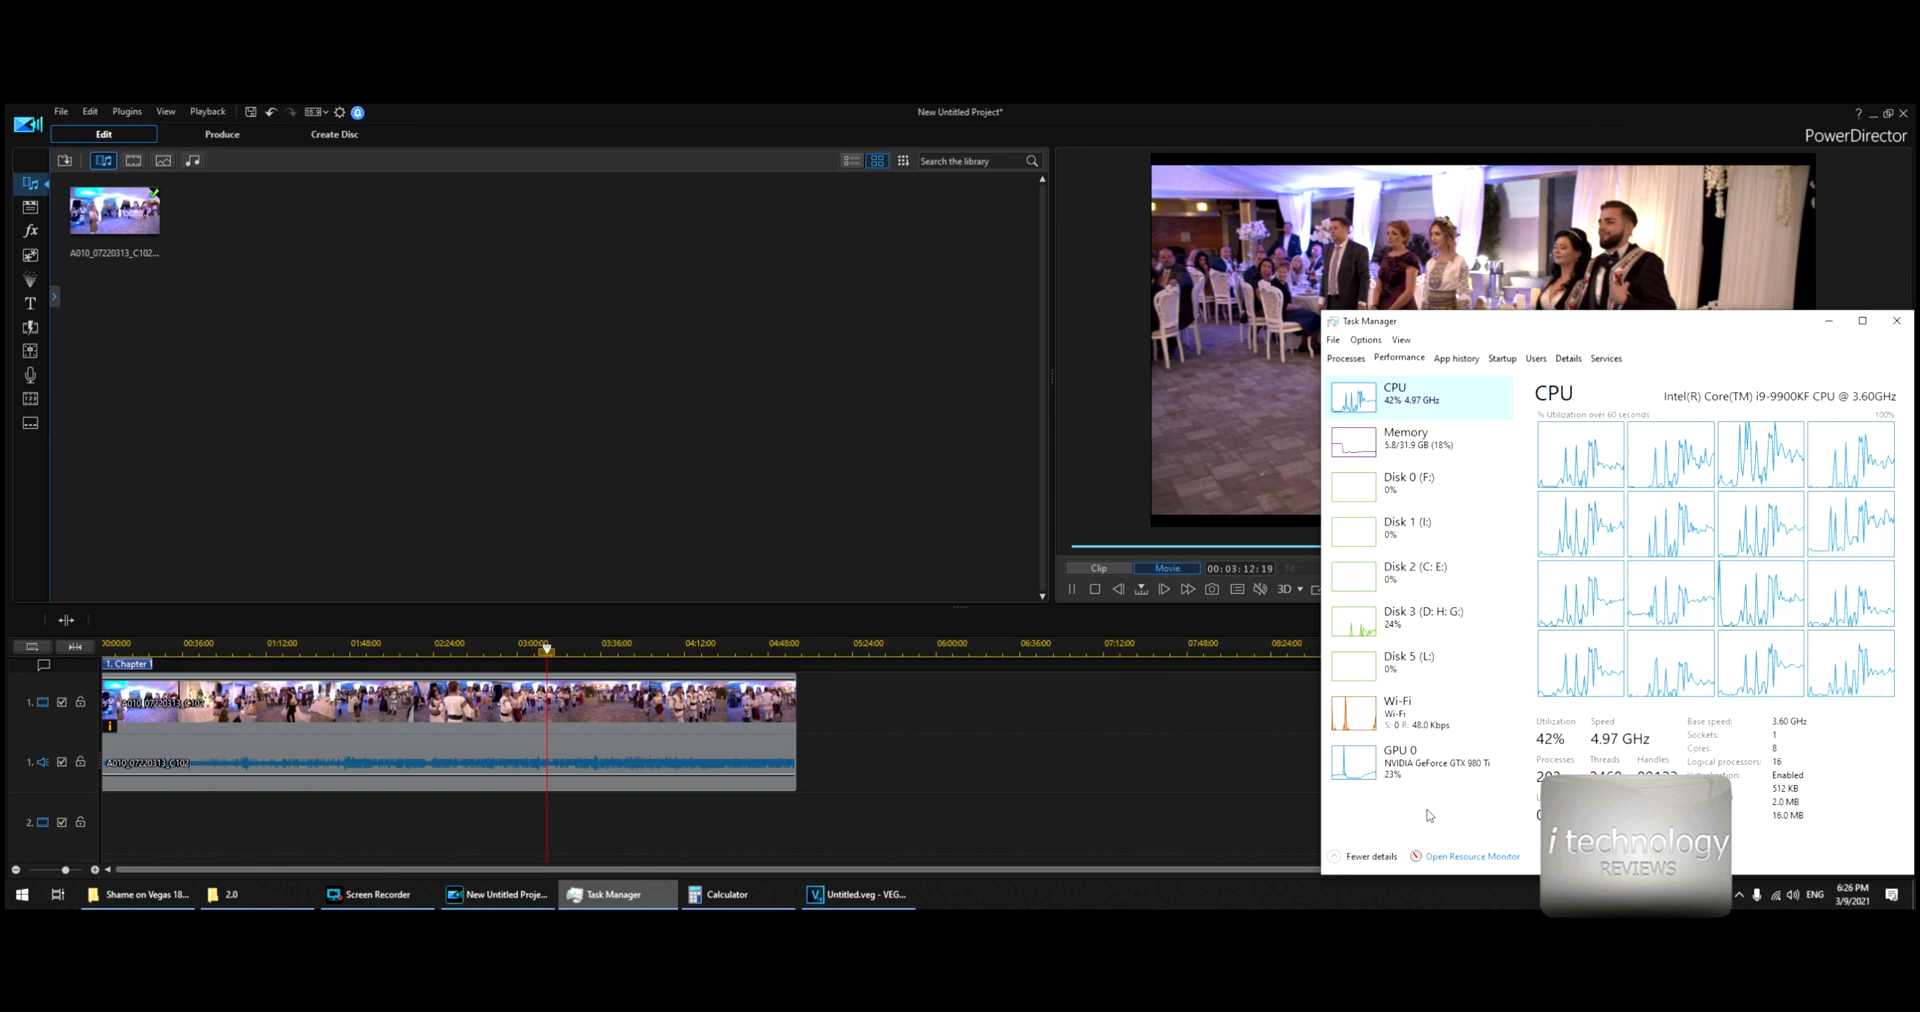 File Edit Plugins View Playback 16:9 New Untitled Project* ?
PowerDirector
Edit Produce Create Disc
Search the library
fx
T
A010_07220313_C102...
Clip Movie 00:03:12:19 Fit
3D
00:00:00 00:36:00 01:12:00 01:48:00 02:24:00 03:00:00 03:36:00 04:12:00 04:48:00 05:24:00 06:00:00 06:36:00 07:12:00 07:48:00 08:24:00
1. Chapter 1
1. A010_07220313_C102
i
1. A010_07220313_C102
2.
Task Manager
File Options View
Processes Performance App history Startup Users Details Services
CPU
42% 4.97 GHz
Memory
5.8/31.9 GB (18%)
Disk 0 (F:)
0%
Disk 1 (I:)
0%
Disk 2 (C: E:)
0%
Disk 3 (D: H: G:)
24%
Disk 5 (L:)
0%
Wi-Fi
Wi-Fi
S: 0 R: 48.0 Kbps
GPU 0
NVIDIA GeForce GTX 980 Ti
23%
CPU Intel(R) Core(TM) i9-9900KF CPU @ 3.60GHz
% Utilization over 60 seconds 100%
Utilization Speed
42% 4.97 GHz
Processes Threads Handles
Base speed: 3.60 GHz
Sockets: 1
Cores: 8
Logical processors: 16
Enabled
512 KB
2.0 MB
16.0 MB
Fewer details Open Resource Monitor
i technology
REVIEWS
Shame on Vegas 18... 2.0 Screen Recorder New Untitled Proje... Task Manager Calculator Untitled.veg - VEG... ENG 6:26 PM
3/9/2021